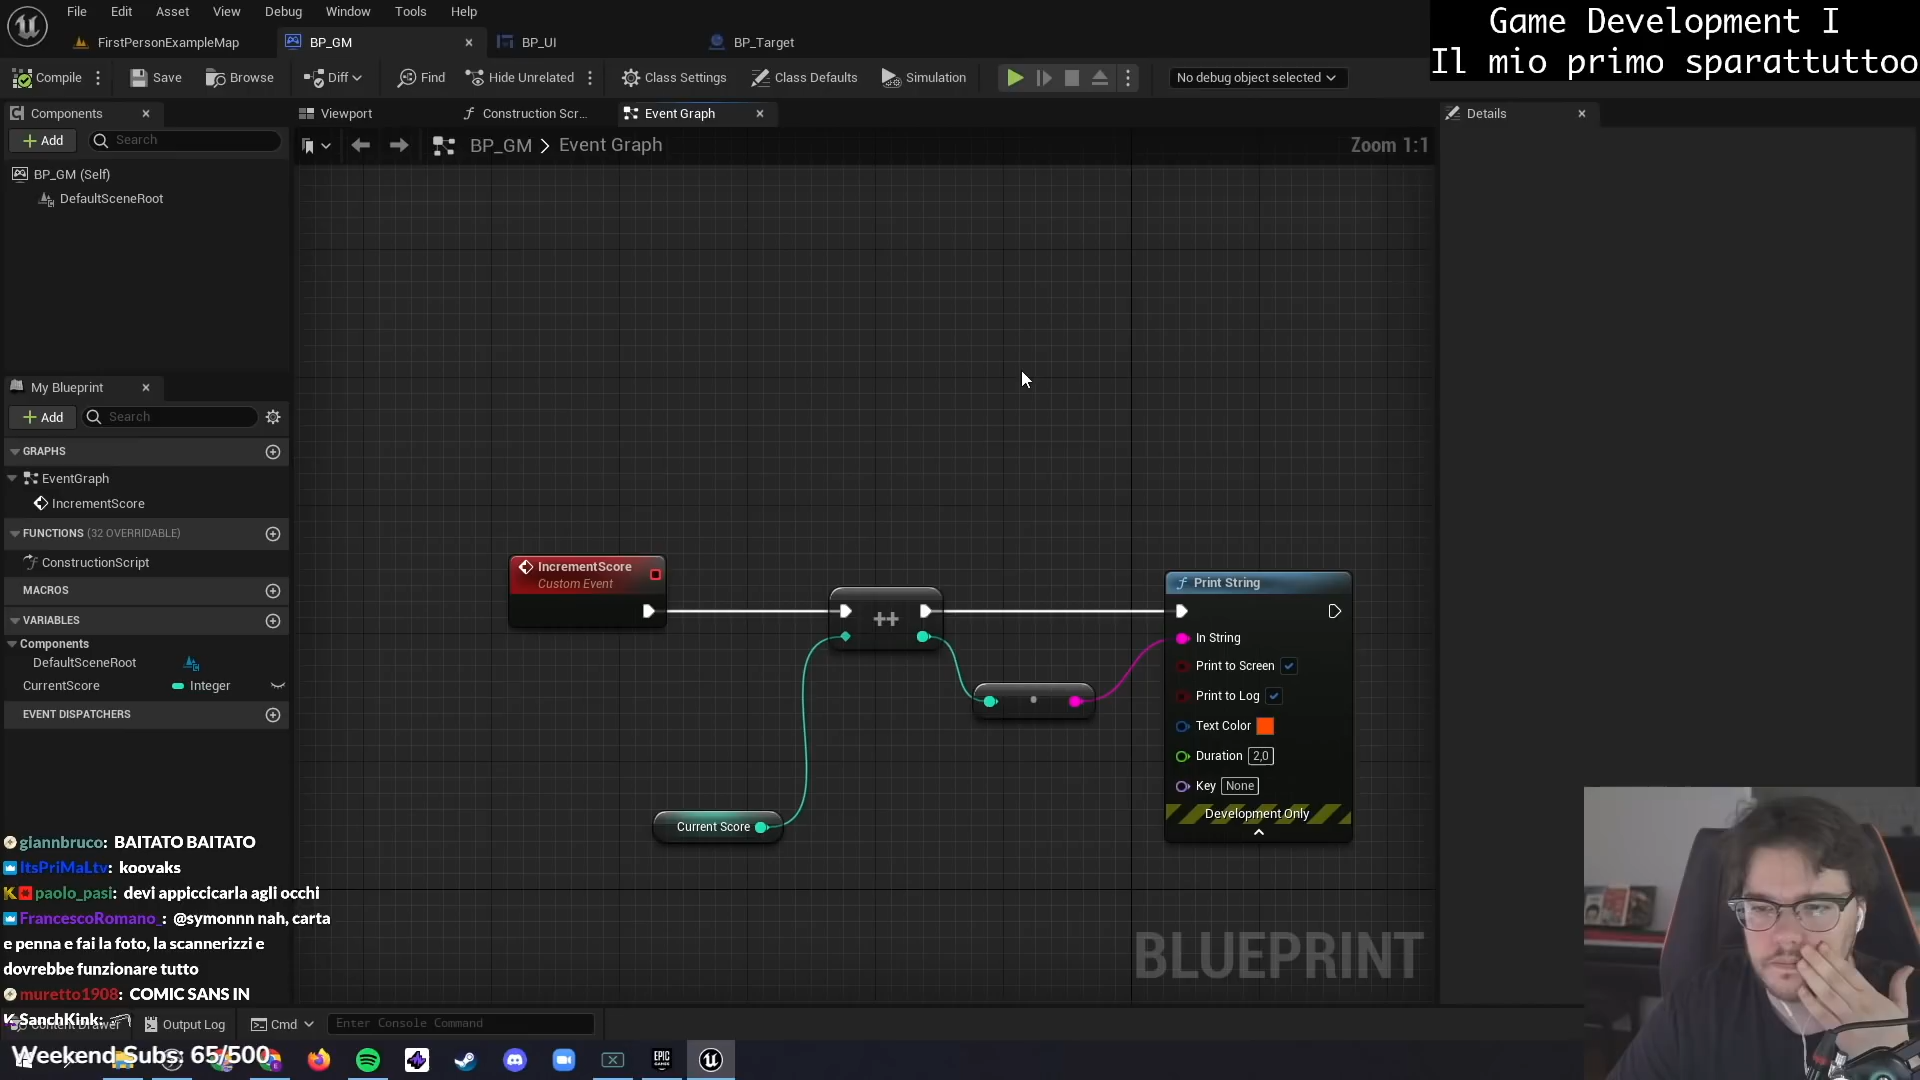 File Edit Asset View Debug Window Tools Help
FirstPersonExampleMap BP_GM BP_UI BP_Target
Game Development I
Il mio primo sparattuttoo
Compile Save Browse Diff Find Hide Unrelated Class Settings Class Defaults Simulation No debug object selected
Components
Add Search
BP_GM (Self)
DefaultSceneRoot
Viewport Construction Scr... Event Graph
BP_GM > Event Graph Zoom 1:1
Details
My Blueprint
Add Search
GRAPHS
EventGraph
IncrementScore
FUNCTIONS (32 OVERRIDABLE)
ConstructionScript
MACROS
VARIABLES
Components
DefaultSceneRoot
CurrentScore Integer
EVENT DISPATCHERS
IncrementScore
Custom Event
++
Current Score
Print String
In String
Print to Screen
Print to Log
Text Color
Duration 2,0
Key None
Development Only
BLUEPRINT
giannbruco: BAITATO BAITATO
ItsPriMaLtv: koovaks
paolo_pasi: devi appiccicarla agli occhi
FrancescoRomano_: @symonnn nah, carta
e penna e fai la foto, la scannerizzi e
dovrebbe funzionare tutto
muretto1908: COMIC SANS IN
SanchKink:
Content Drawer Output Log Cmd Enter Console Command
Weekend Subs: 65/500
EPIC GAMES